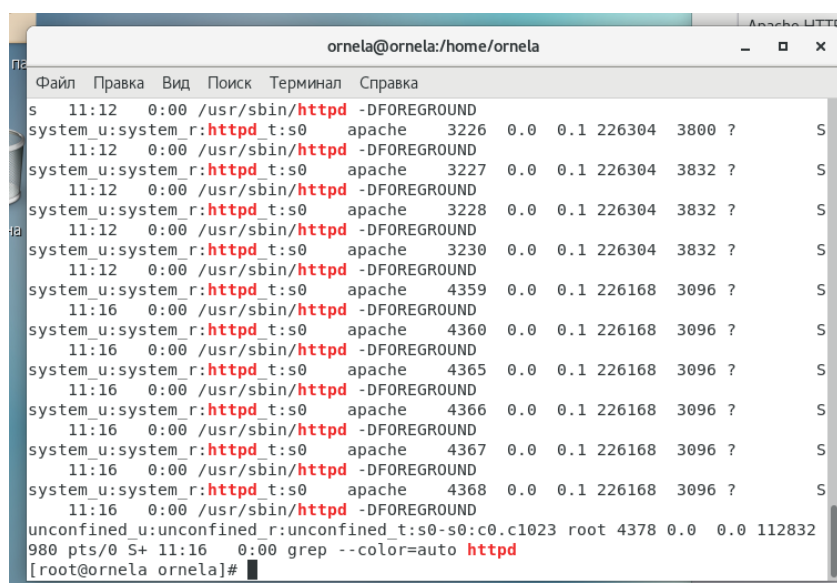 Apache HTT
ornela@ornela:/home/ornela
па
Файл Правка Вид Поиск Терминал Справка
s 11:12 0:00 /usr/sbin/httpd -DFOREGROUND
system_u:system_r:httpd_t:s0 apache 3226 0.0 0.1 226304 3800 ? S
11:12 0:00 /usr/sbin/httpd -DFOREGROUND
system_u:system_r:httpd_t:s0 apache 3227 0.0 0.1 226304 3832 ? S
11:12 0:00 /usr/sbin/httpd -DFOREGROUND
system_u:system_r:httpd_t:s0 apache 3228 0.0 0.1 226304 3832 ? S
на
11:12 0:00 /usr/sbin/httpd -DFOREGROUND
system_u:system_r:httpd_t:s0 apache 3230 0.0 0.1 226304 3832 ? S
11:12 0:00 /usr/sbin/httpd -DFOREGROUND
system_u:system_r:httpd_t:s0 apache 4359 0.0 0.1 226168 3096 ? S
11:16 0:00 /usr/sbin/httpd -DFOREGROUND
system_u:system_r:httpd_t:s0 apache 4360 0.0 0.1 226168 3096 ? S
11:16 0:00 /usr/sbin/httpd -DFOREGROUND
system_u:system_r:httpd_t:s0 apache 4365 0.0 0.1 226168 3096 ? S
11:16 0:00 /usr/sbin/httpd -DFOREGROUND
system_u:system_r:httpd_t:s0 apache 4366 0.0 0.1 226168 3096 ? S
11:16 0:00 /usr/sbin/httpd -DFOREGROUND
system_u:system_r:httpd_t:s0 apache 4367 0.0 0.1 226168 3096 ? S
11:16 0:00 /usr/sbin/httpd -DFOREGROUND
system_u:system_r:httpd_t:s0 apache 4368 0.0 0.1 226168 3096 ? S
11:16 0:00 /usr/sbin/httpd -DFOREGROUND
unconfined_u:unconfined_r:unconfined_t:s0-s0:c0.c1023 root 4378 0.0 0.0 112832
980 pts/0 S+ 11:16 0:00 grep --color=auto httpd
[root@ornela ornela]#